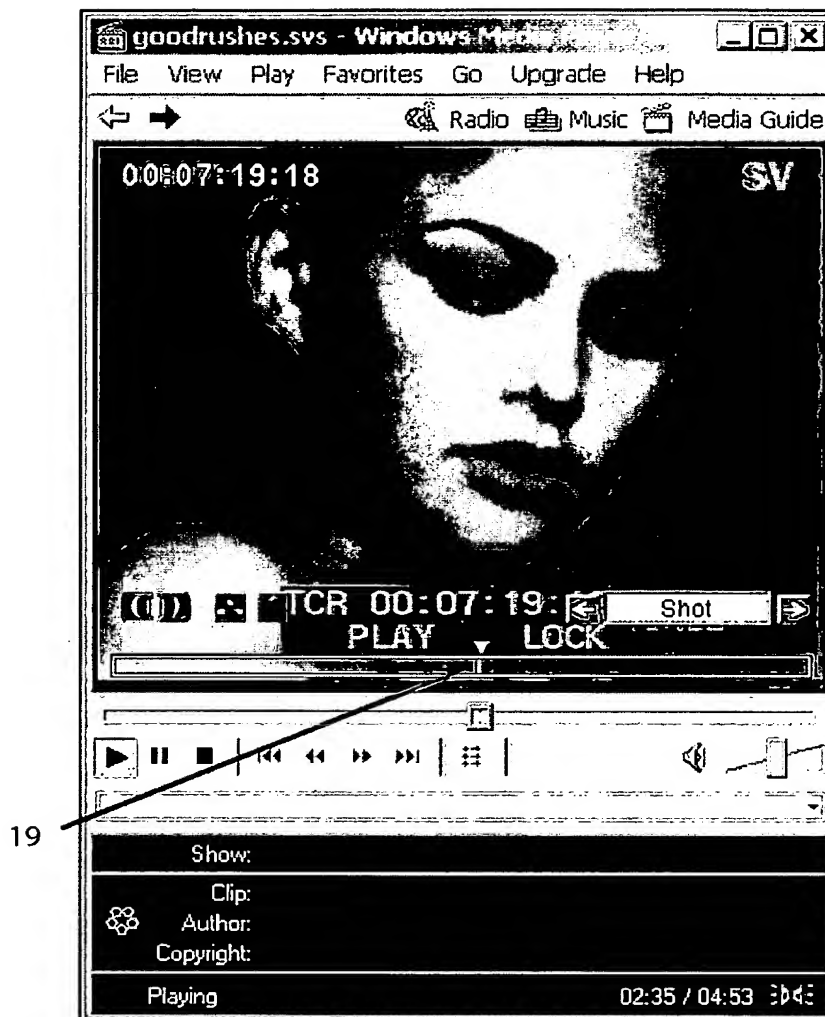 goodrushes.svs - Windows Media
File View Play Favorites Go Upgrade Help
Radio Music Media Guide
00:07:19:18 SV
TCR 00:07:19: Shot
PLAY LOCK
19
Show:
Clip:
Author:
Copyright:
Playing 02:35 / 04:53